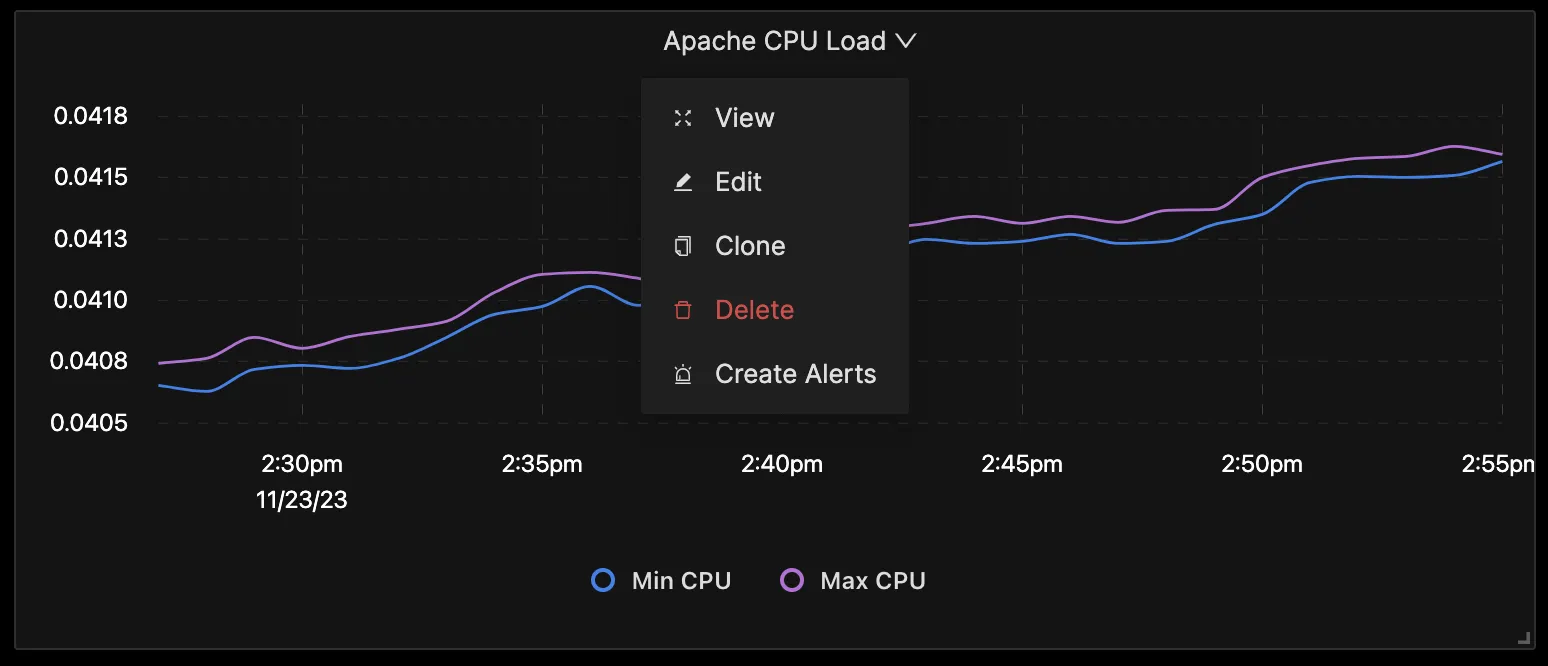 Apache CPU Load
View
Edit
Clone
Delete
Create Alerts
0.0418
0.0415
0.0413
0.0410
0.0408
0.0405
2:30pm 2:35pm 2:40pm 2:45pm 2:50pm 2:55pm
11/23/23
Min CPU Max CPU